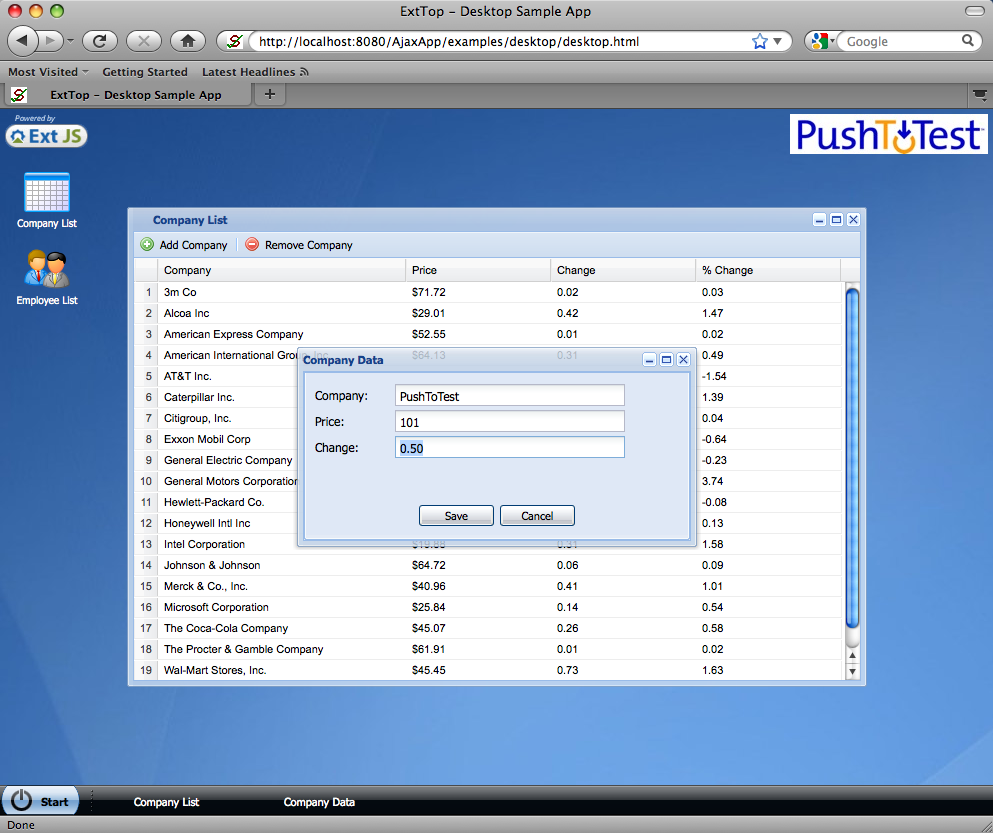 ExtTop - Desktop Sample App
http://localhost:8080/AjaxApp/examples/desktop/desktop.html
Google
Most Visited Getting Started Latest Headlines
ExtTop - Desktop Sample App +
Powered by
Ext JS
PushToTest
Company List
Employee List
Company List
Add Company Remove Company
Company Price Change % Change
1 3m Co $71.72 0.02 0.03
2 Alcoa Inc $29.01 0.42 1.47
3 American Express Company $52.55 0.01 0.02
4 American International Group, Inc. $64.13 0.31 0.49
5 AT&T Inc. -1.54
6 Caterpillar Inc. 1.39
7 Citigroup, Inc. 0.04
8 Exxon Mobil Corp -0.64
9 General Electric Company -0.23
10 General Motors Corporation 3.74
11 Hewlett-Packard Co. -0.08
12 Honeywell Intl Inc 0.13
13 Intel Corporation $19.88 0.31 1.58
14 Johnson & Johnson $64.72 0.06 0.09
15 Merck & Co., Inc. $40.96 0.41 1.01
16 Microsoft Corporation $25.84 0.14 0.54
17 The Coca-Cola Company $45.07 0.26 0.58
18 The Procter & Gamble Company $61.91 0.01 0.02
19 Wal-Mart Stores, Inc. $45.45 0.73 1.63
Company Data
Company: PushToTest
Price: 101
Change: 0.50
Save Cancel
Start Company List Company Data
Done